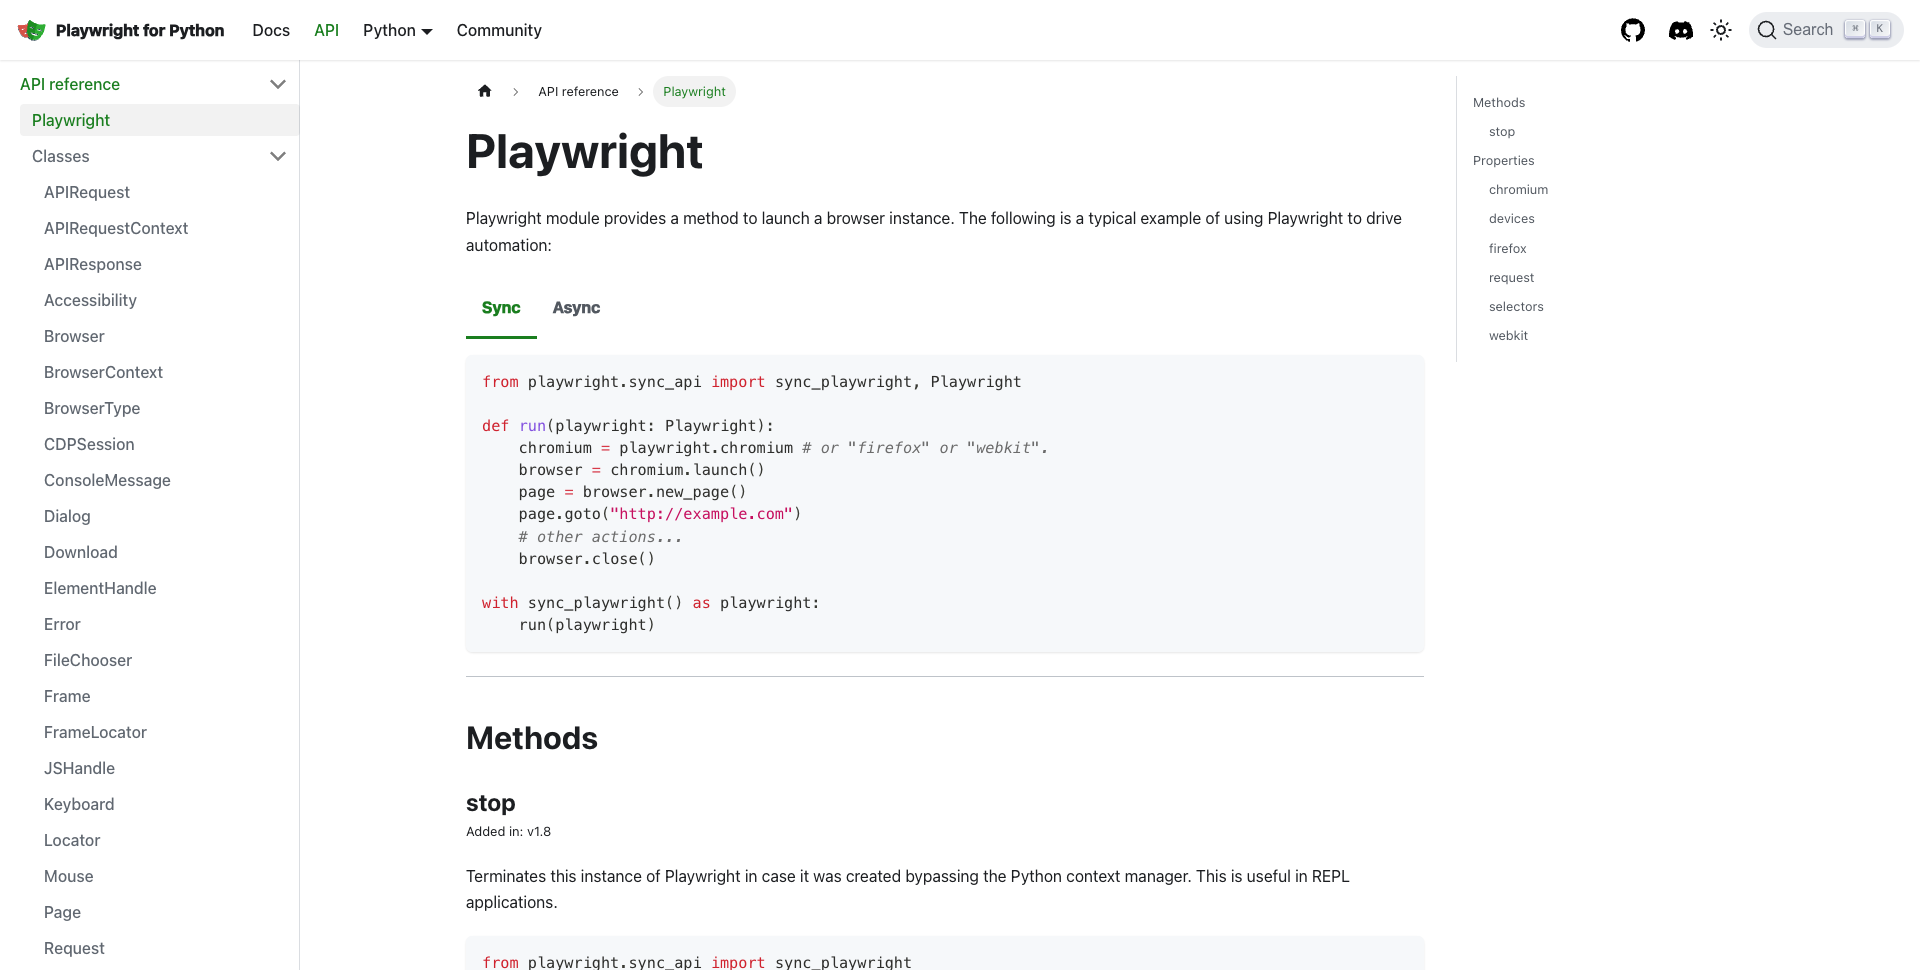 Playwright for Python
Docs
API
Python
Community
Search
⌘
K
API reference
Playwright
Classes
APIRequest
APIRequestContext
APIResponse
Accessibility
Browser
BrowserContext
BrowserType
CDPSession
ConsoleMessage
Dialog
Download
ElementHandle
Error
FileChooser
Frame
FrameLocator
JSHandle
Keyboard
Locator
Mouse
Page
Request
API reference
Playwright
Playwright
Playwright module provides a method to launch a browser instance. The following is a typical example of using Playwright to drive
automation:
Sync
Async
from playwright.sync_api import sync_playwright, Playwright
def run(playwright: Playwright):
    chromium = playwright.chromium # or "firefox" or "webkit".
    browser = chromium.launch()
    page = browser.new_page()
    page.goto("http://example.com")
    # other actions...
    browser.close()
with sync_playwright() as playwright:
    run(playwright)
Methods
stop
Added in: v1.8
Terminates this instance of Playwright in case it was created bypassing the Python context manager. This is useful in REPL
applications.
from playwright.sync_api import sync_playwright
Methods
stop
Properties
chromium
devices
firefox
request
selectors
webkit